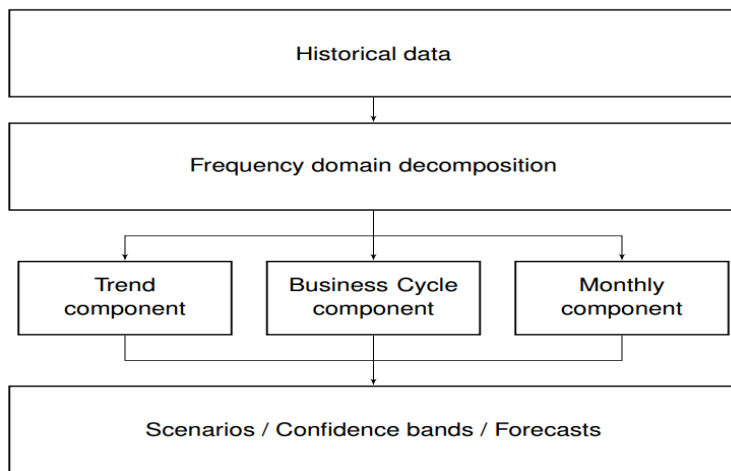 Historical data
Frequency domain decomposition
Trend
component
Business Cycle
component
Monthly
component
Scenarios / Confidence bands / Forecasts